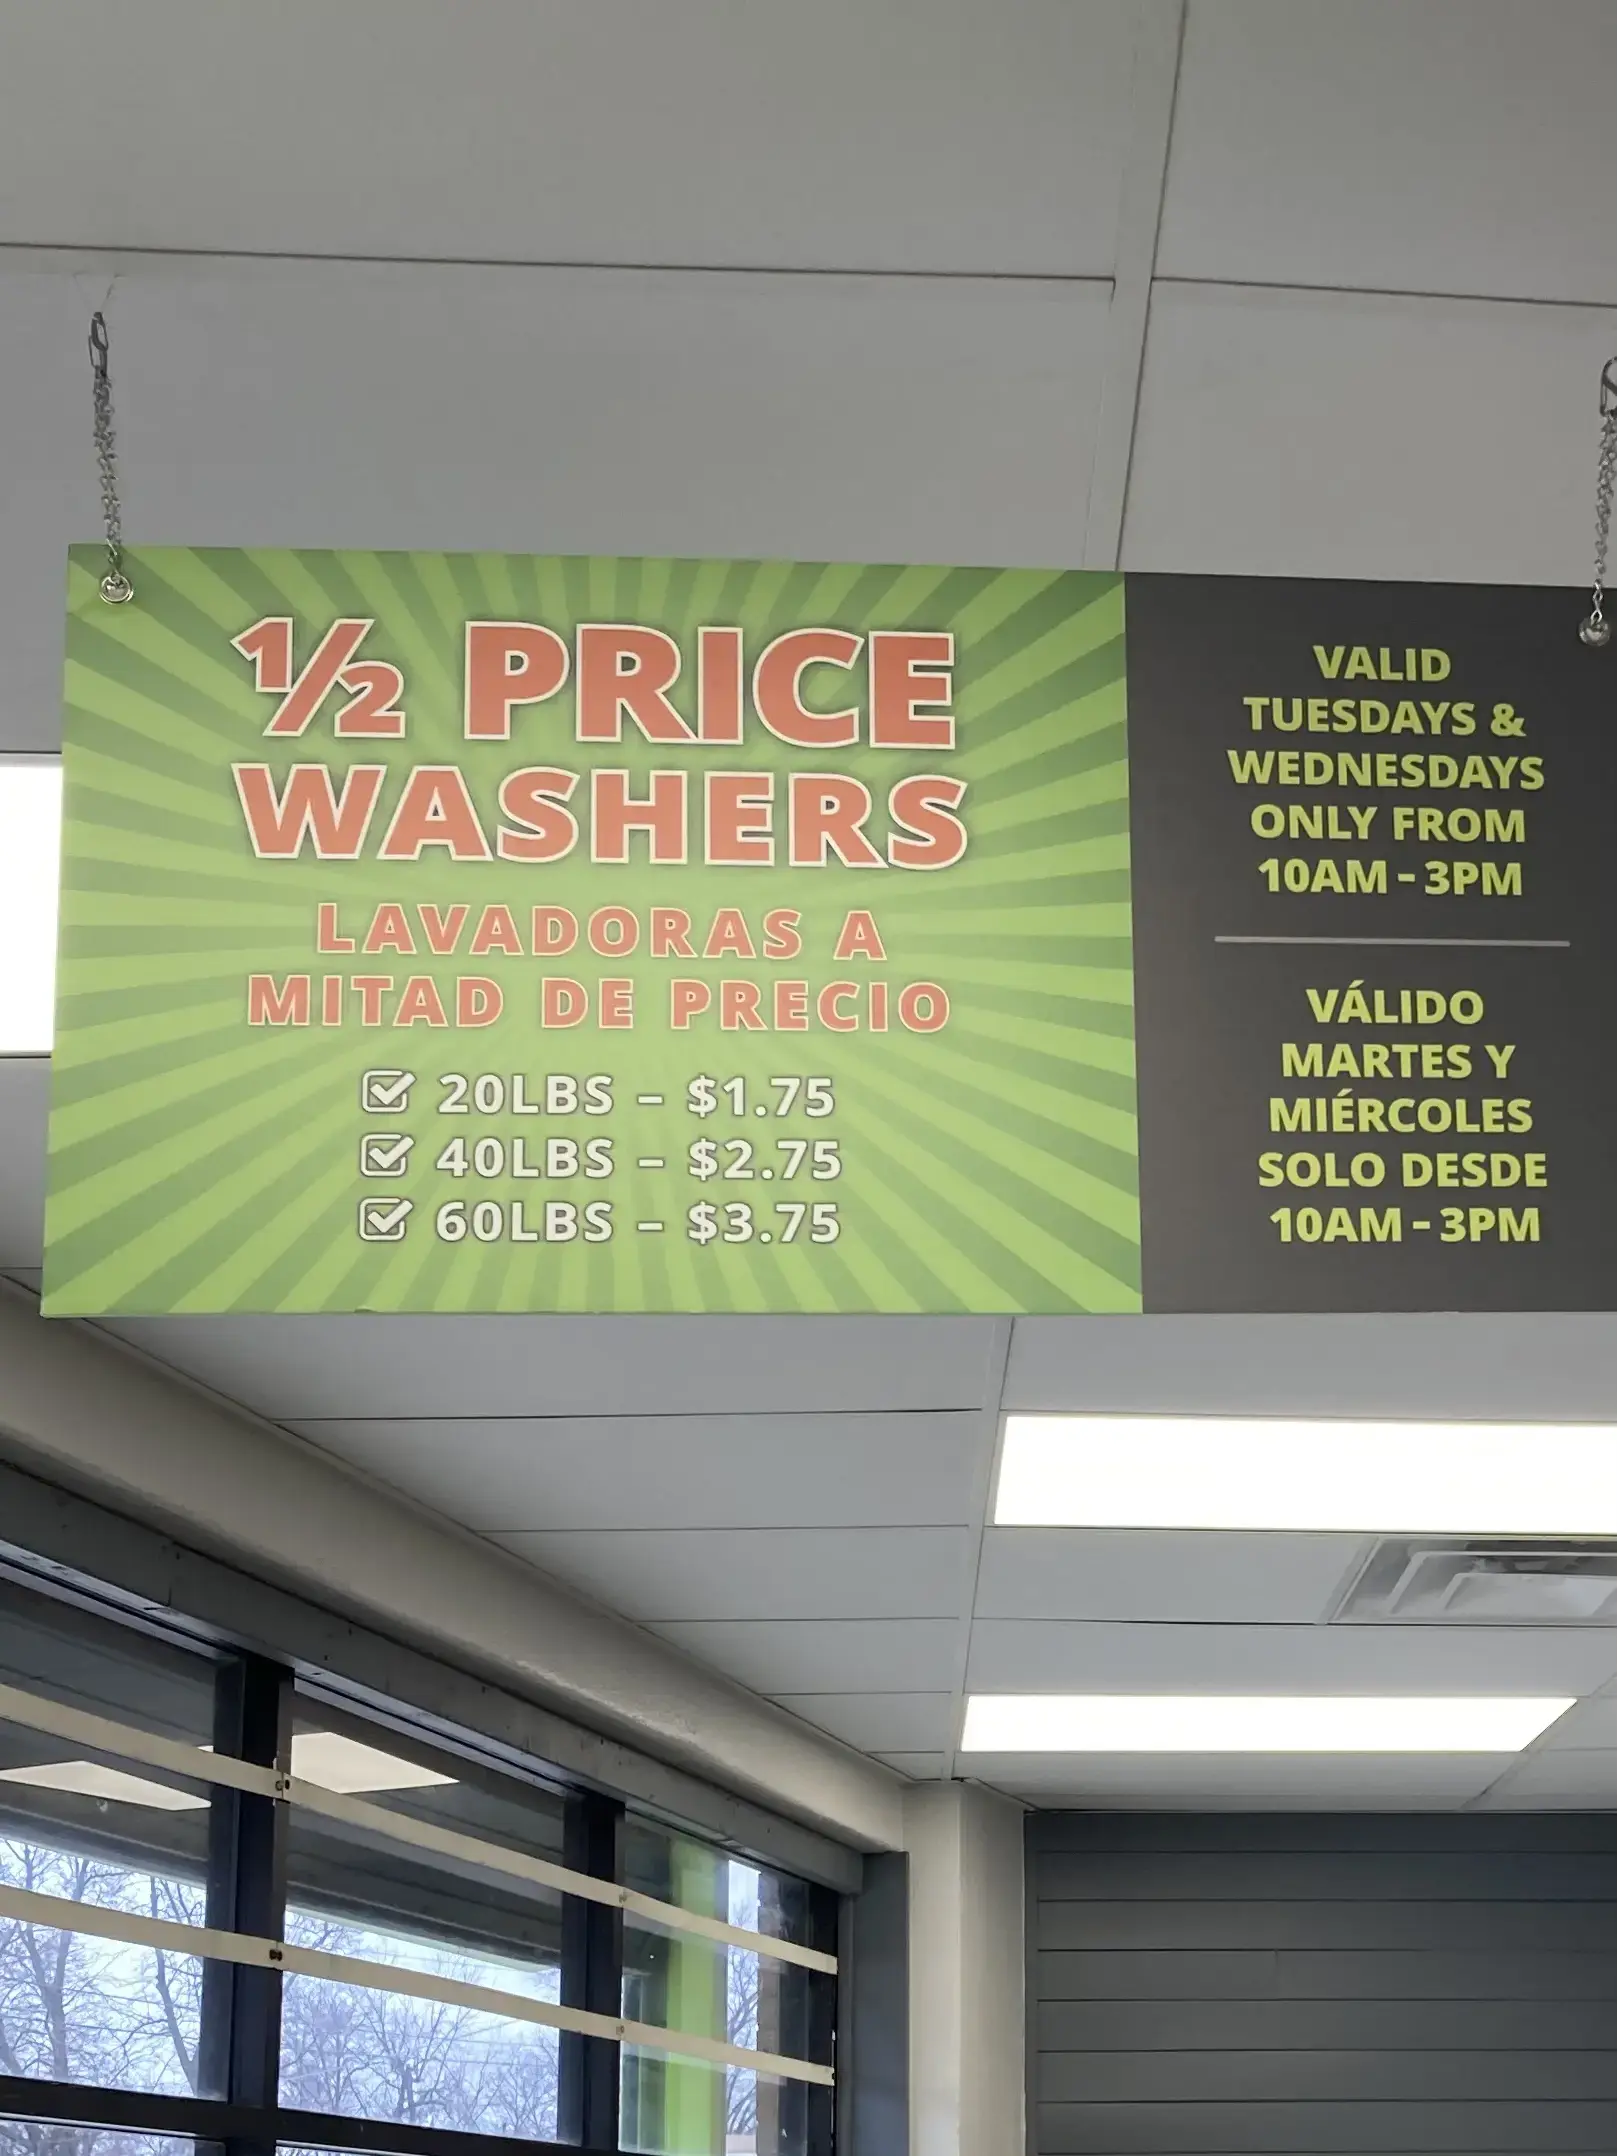 ½ PRICE
WASHERS
LAVADORAS A
MITAD DE PRECIO
20LBS – $1.75
40LBS – $2.75
60LBS – $3.75
VALID
TUESDAYS &
WEDNESDAYS
ONLY FROM
10AM - 3PM
VÁLIDO
MARTES Y
MIÉRCOLES
SOLO DESDE
10AM - 3PM